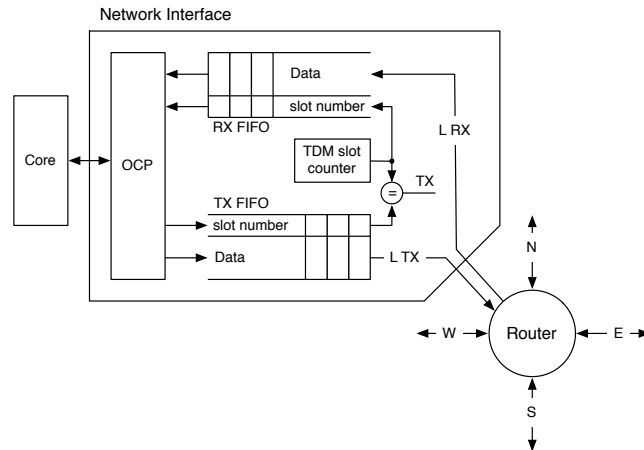 Network Interface
Data
slot number
RX FIFO
L RX
Core
OCP
TDM slot
counter
TX
=
TX FIFO
slot number
Data
L TX
N
W
Router
E
S